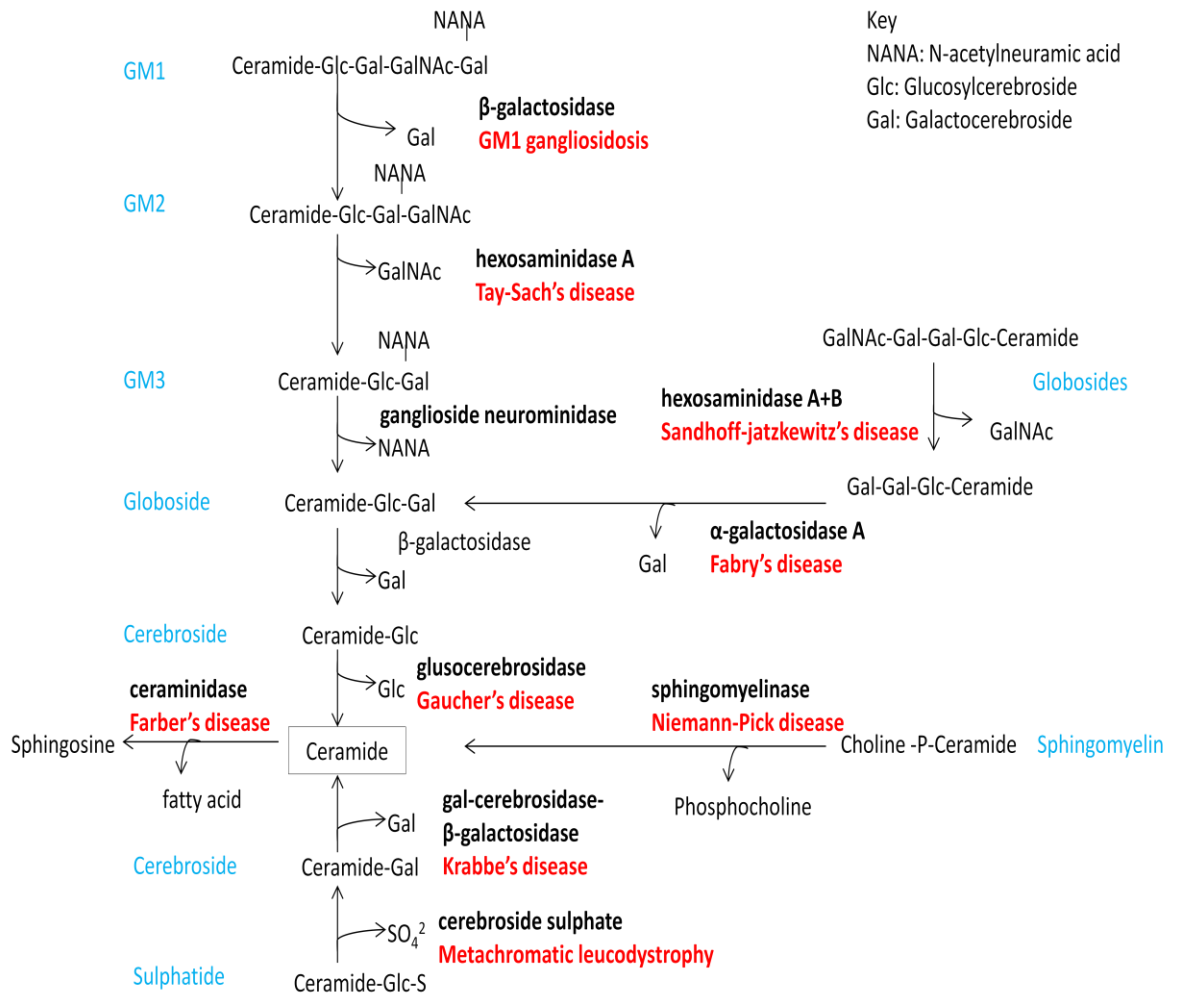 NANA
Key
GM1
Ceramide-Glc-Gal-GalNAc-Gal
NANA: N-acetylneuramic acid
Glc: Glucosylcerebroside
Gal: Galactocerebroside
β-galactosidase
Gal
GM1 gangliosidosis
NANA
GM2
Ceramide-Glc-Gal-GalNAc
hexosaminidase A
GalNAc
Tay-Sach's disease
NANA
GalNAc-Gal-Gal-Glc-Ceramide
GM3
Ceramide-Glc-Gal
Globosides
hexosaminidase A+B
ganglioside neurominidase
Sandhoff-jatzkewitz's disease
GalNAc
NANA
Gal-Gal-Glc-Ceramide
Globoside
Ceramide-Glc-Gal
α-galactosidase A
β-galactosidase
Gal
Fabry's disease
Gal
Cerebroside
Ceramide-Glc
glusocerebrosidase
Glc
Gaucher's disease
ceraminidase
Farber's disease
sphingomyelinase
Niemann-Pick disease
Sphingosine
Ceramide
Choline -P-Ceramide
Sphingomyelin
fatty acid
Phosphocholine
gal-cerebrosidase-
Gal
β-galactosidase
Cerebroside
Ceramide-Gal
Krabbe's disease
cerebroside sulphate
SO₄²
Metachromatic leucodystrophy
Sulphatide
Ceramide-Glc-S